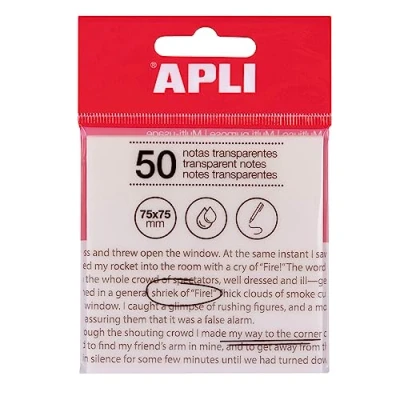 APLI
50 notas transparentes
transparent notes
notes transparentes
75x75
mm
ss and threw open the window. At the same instant I saw
d my rocket into the room with a cry of "Fire!" The word
the whole crowd of spectators, well dressed and ill—ge
red in a general shriek of "Fire!" Thick clouds of smoke cu
window. I caught a glimpse of rushing figures, and a mo
assuring them that it was a false alarm.
ough the shouting crowd I made my way to the corner o
d to find my friend's arm in mine, and to get away from t
n silence for some few minutes until we had turned dow